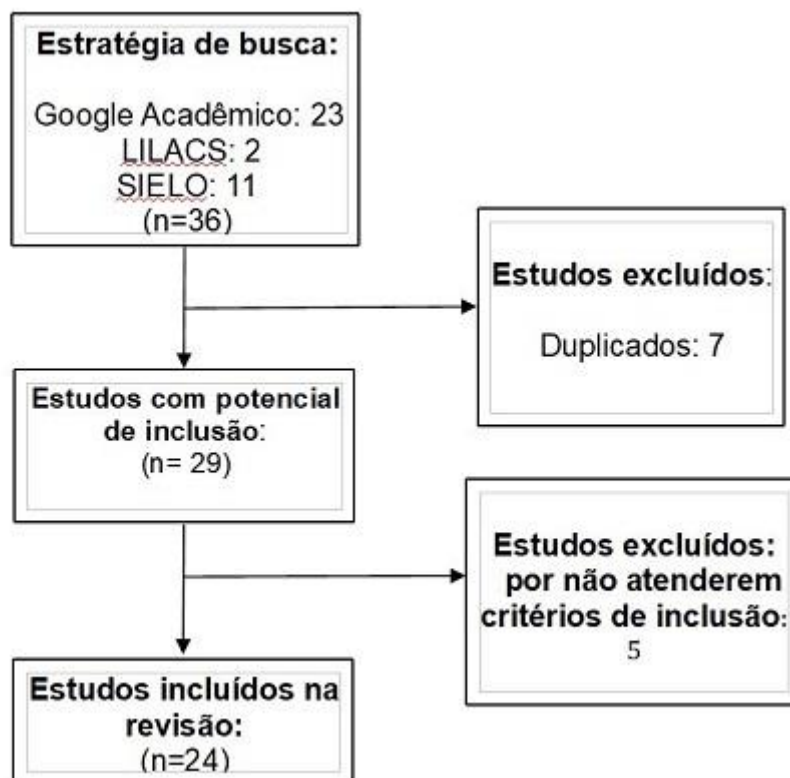 Estratégia de busca:
Google Acadêmico: 23
LILACS: 2
SIELO: 11
(n=36)
Estudos excluídos:
Duplicados: 7
Estudos com potencial
de inclusão:
(n= 29)
Estudos excluídos:
por não atenderem
critérios de inclusão:
5
Estudos incluídos na
revisão:
(n=24)